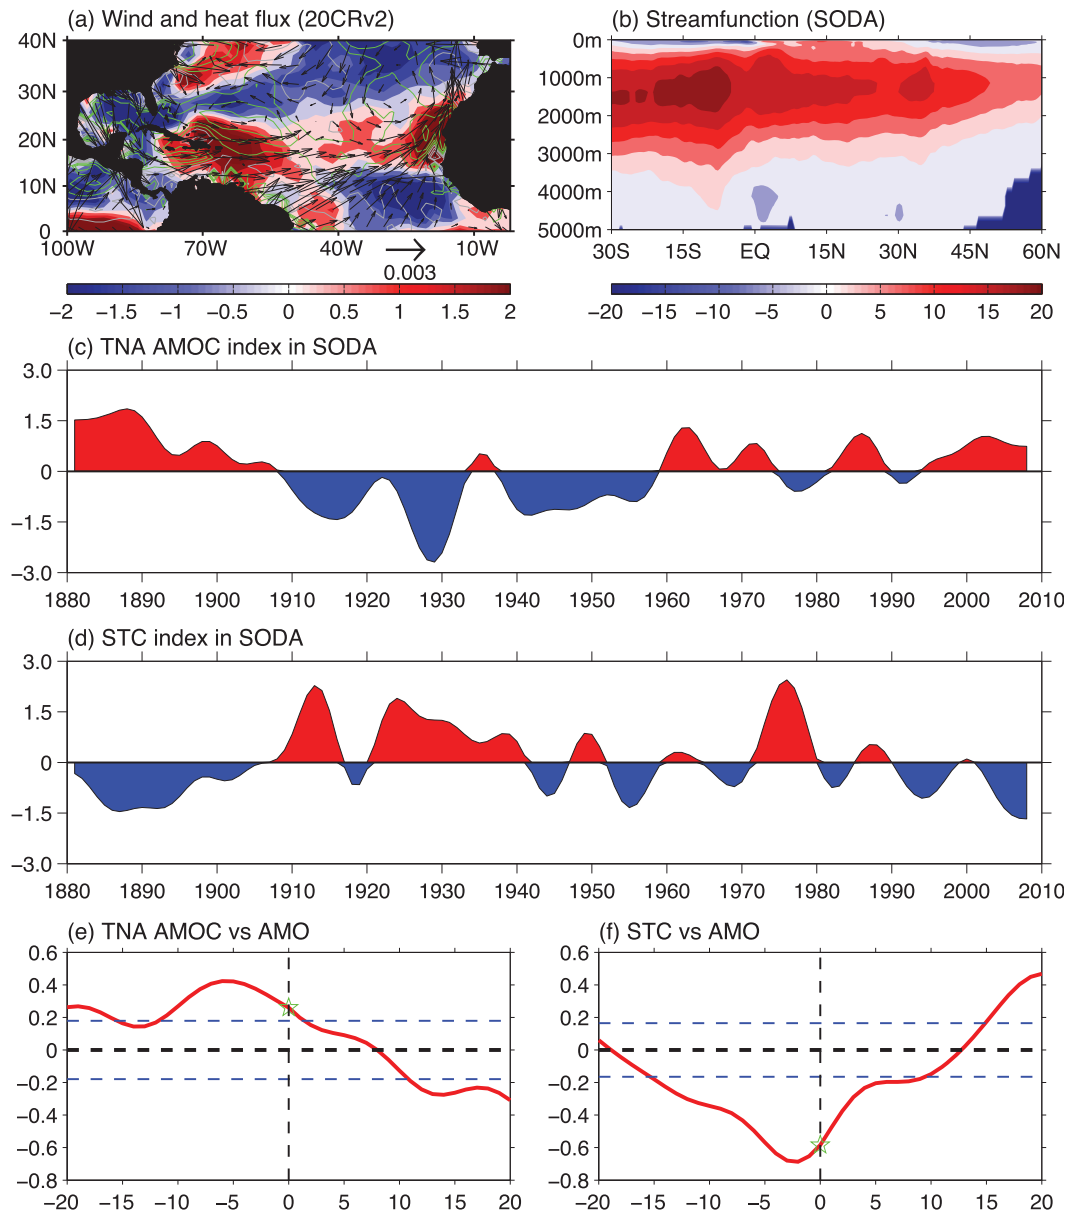 (a) Wind and heat flux (20CRv2)
40N
30N
20N
10N
0
100W 70W 40W 10W
0.003
−2 −1.5 −1 −0.5 0 0.5 1 1.5 2
(b) Streamfunction (SODA)
0m
1000m
2000m
3000m
4000m
5000m
30S 15S EQ 15N 30N 45N 60N
−20 −15 −10 −5 0 5 10 15 20
(c) TNA AMOC index in SODA
3.0
1.5
0
−1.5
−3.0
1880 1890 1900 1910 1920 1930 1940 1950 1960 1970 1980 1990 2000 2010
(d) STC index in SODA
3.0
1.5
0
−1.5
−3.0
1880 1890 1900 1910 1920 1930 1940 1950 1960 1970 1980 1990 2000 2010
(e) TNA AMOC vs AMO
0.6
0.4
0.2
0
−0.2
−0.4
−0.6
−0.8
−20 −15 −10 −5 0 5 10 15 20
(f) STC vs AMO
0.6
0.4
0.2
0
−0.2
−0.4
−0.6
−0.8
−20 −15 −10 −5 0 5 10 15 20